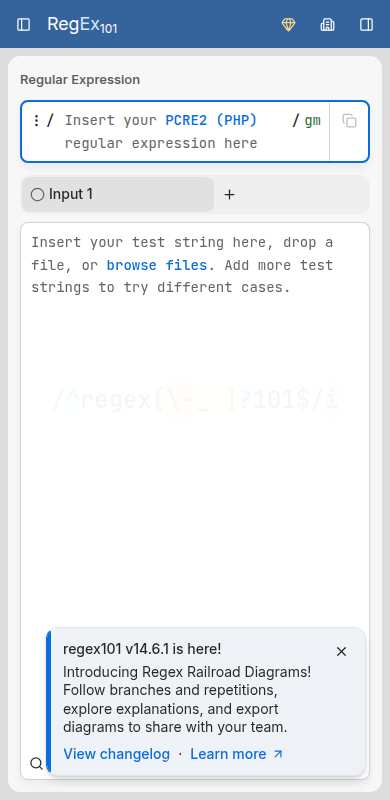 RegEx101
Regular Expression
/ Insert your PCRE2 (PHP) / gm
regular expression here
Input 1 +
Insert your test string here, drop a
file, or browse files. Add more test
strings to try different cases.
/^regex[\-_ ]?101$/i
regex101 v14.6.1 is here!
Introducing Regex Railroad Diagrams!
Follow branches and repetitions,
explore explanations, and export
diagrams to share with your team.
View changelog · Learn more